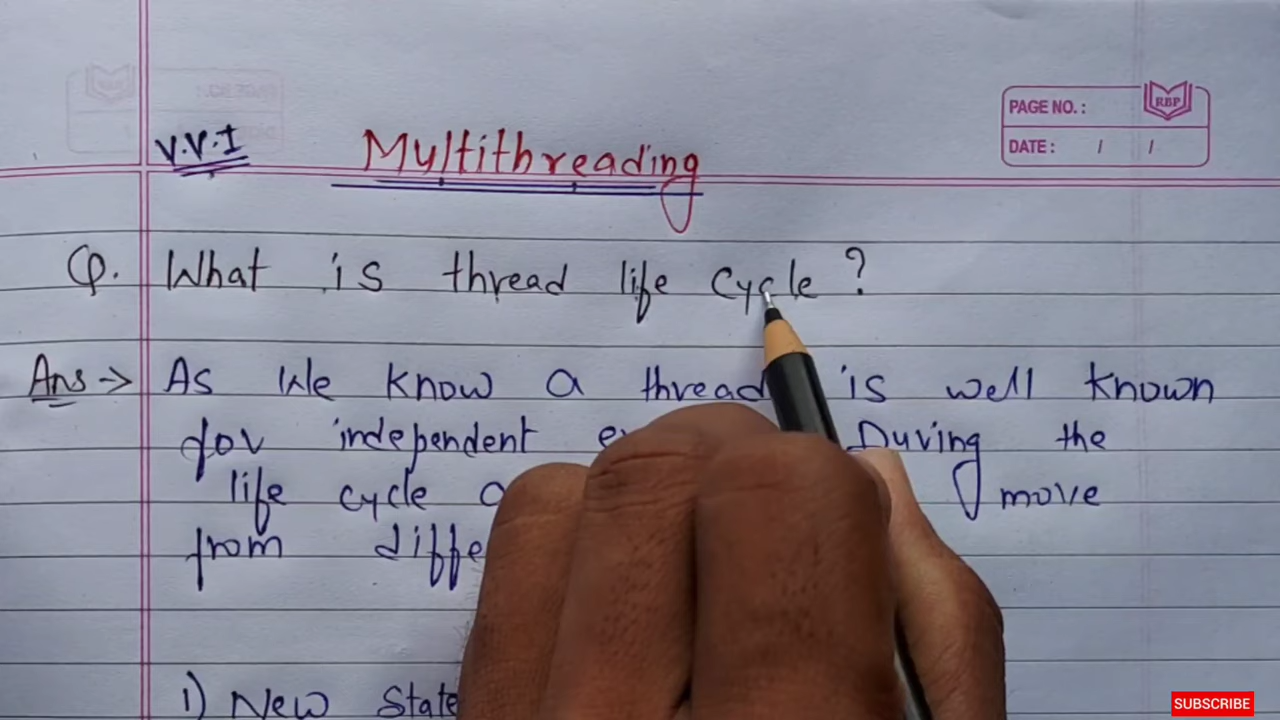 PAGE NO. :
RBP
DATE : / /
V.V.I Multithreading
Q. What is thread life cycle ?
Ans -> As We know a thread is well known
for independent During the
life cycle move
from
1) New State
SUBSCRIBE